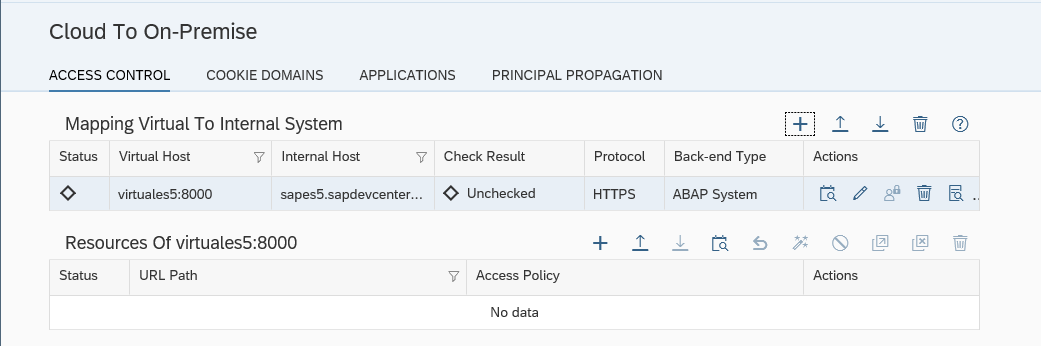 Cloud To On-Premise
ACCESS CONTROL COOKIE DOMAINS APPLICATIONS PRINCIPAL PROPAGATION
Mapping Virtual To Internal System
Status Virtual Host Internal Host Check Result Protocol Back-end Type Actions
virtuales5:8000 sapes5.sapdevcenter... Unchecked HTTPS ABAP System ..
Resources Of virtuales5:8000
Status URL Path Access Policy Actions
No data